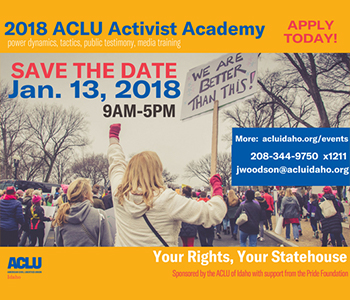 2018 ACLU Activist Academy
power dynamics, tactics, public testimony, media training
APPLY
TODAY!
SAVE THE DATE
Jan. 13, 2018
9AM-5PM
WE ARE
BETTER
THAN THIS!
More: acluidaho.org/events
208-344-9750 x1211
jwoodson@acluidaho.org
Your Rights, Your Statehouse
ACLU
Sponsored by the ACLU of Idaho with support from the Pride Foundation